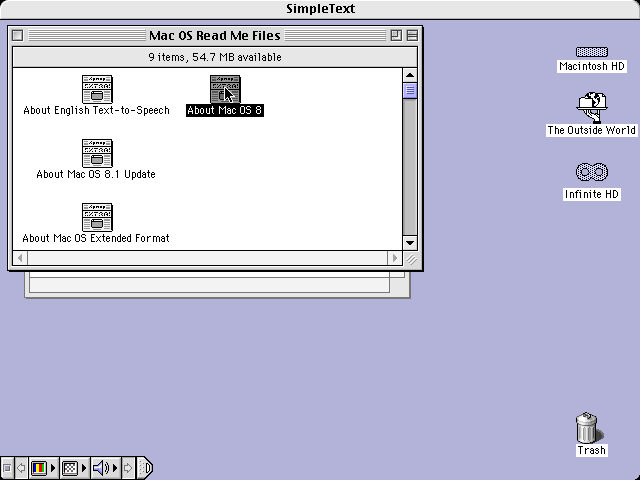 SimpleText
Mac OS Read Me Files
9 items, 54.7 MB available
About English Text-to-Speech
About Mac OS 8
About Mac OS 8.1 Update
About Mac OS Extended Format
Macintosh HD
The Outside World
Infinite HD
Trash